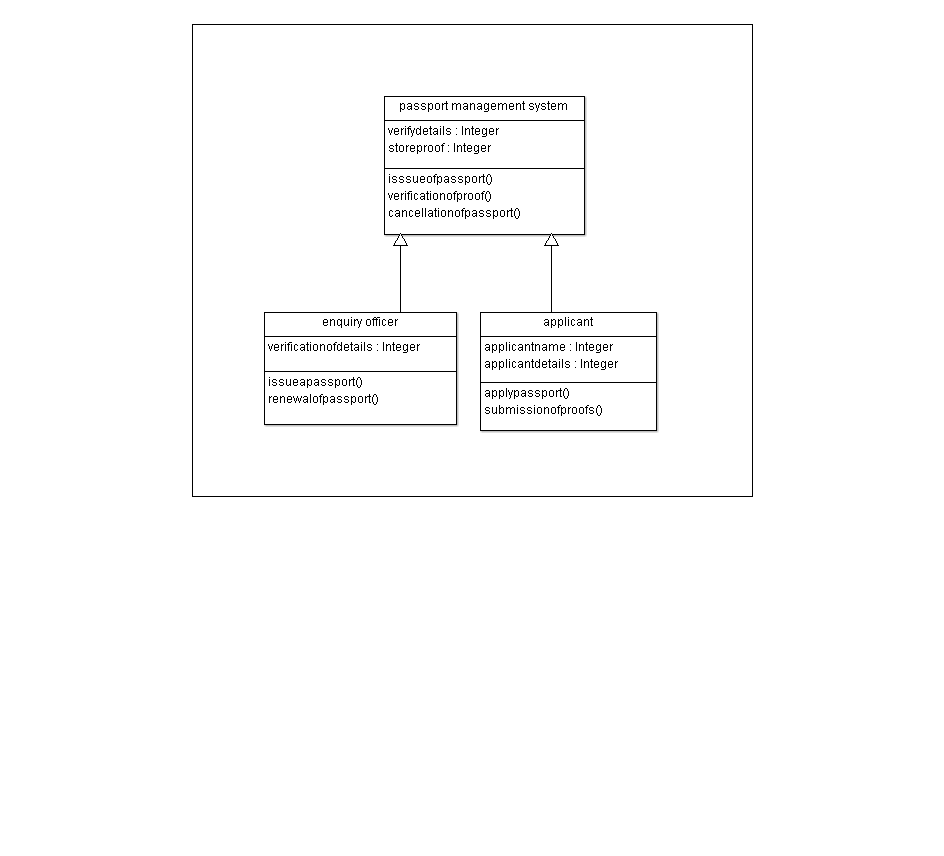 passport management system
verifydetails : Integer
storeproof : Integer
isssueofpassport()
verificationofproof()
cancellationofpassport()
enquiry officer
verificationofdetails : Integer
issueapassport()
renewalofpassport()
applicant
applicantname : Integer
applicantdetails : Integer
applypassport()
submissionofproofs()